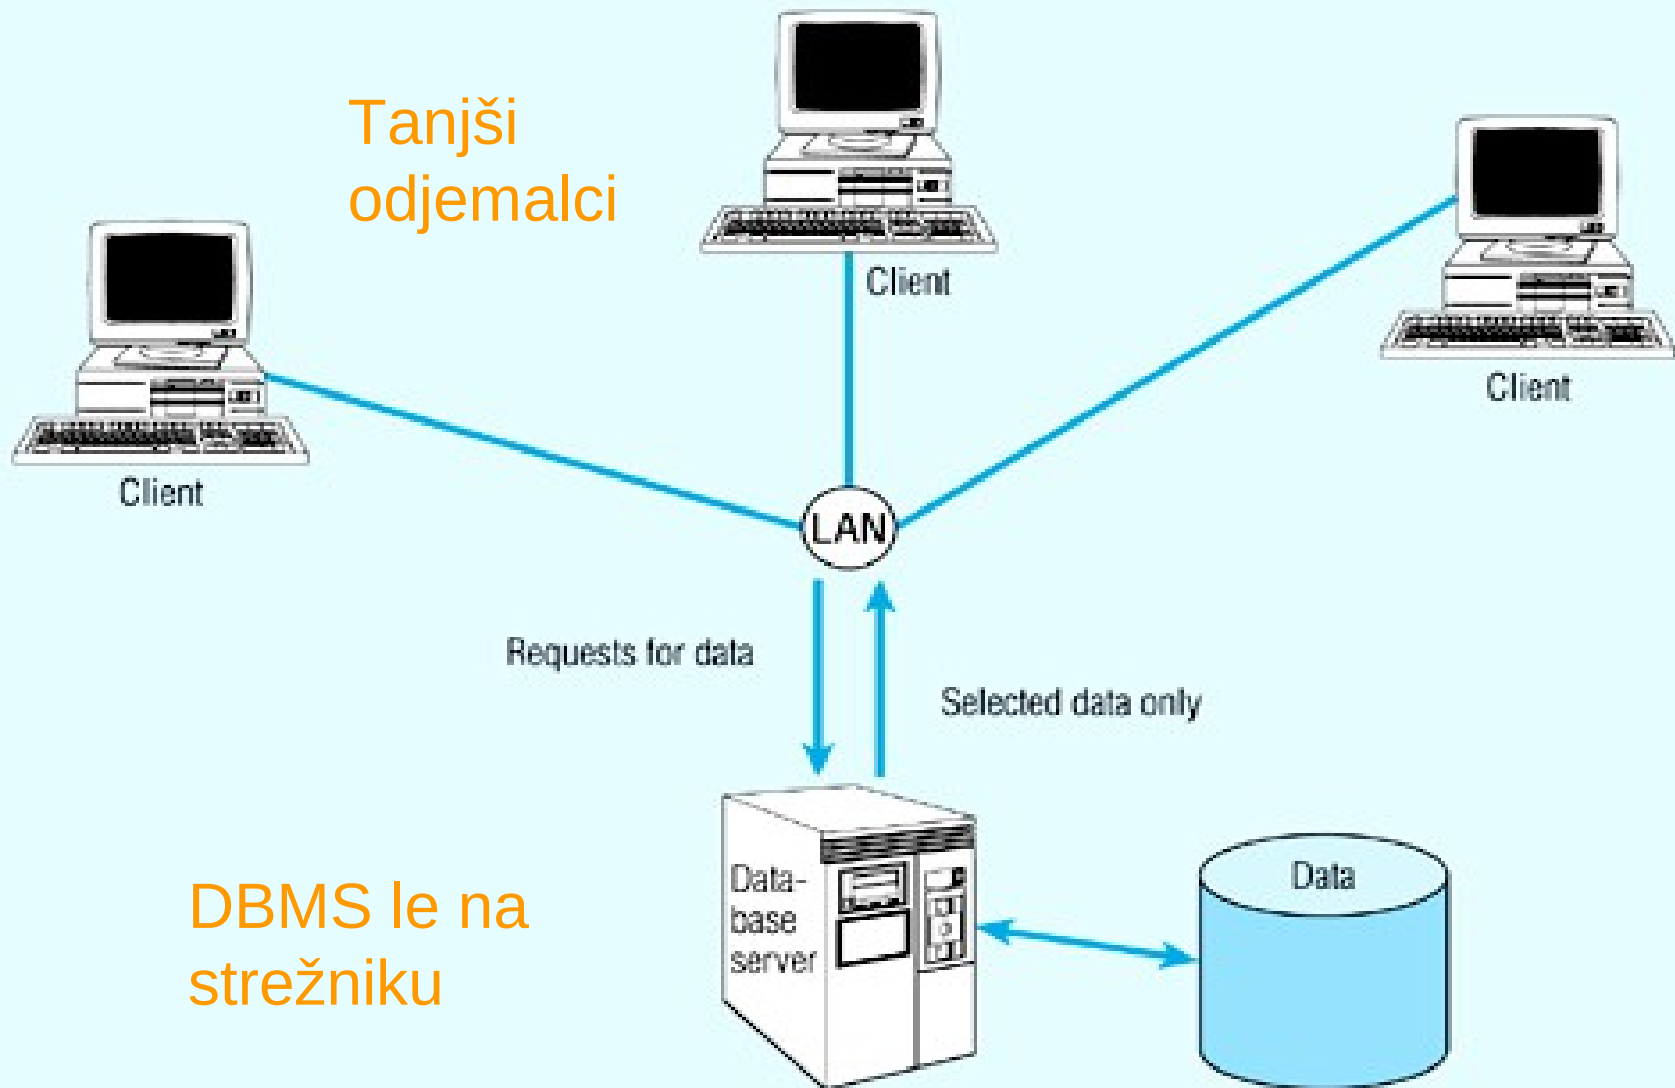 Tanjši
odjemalci
Client
Client
Client
LAN
Requests for data
Selected data only
DBMS le na
strežniku
Data-
base
server
Data